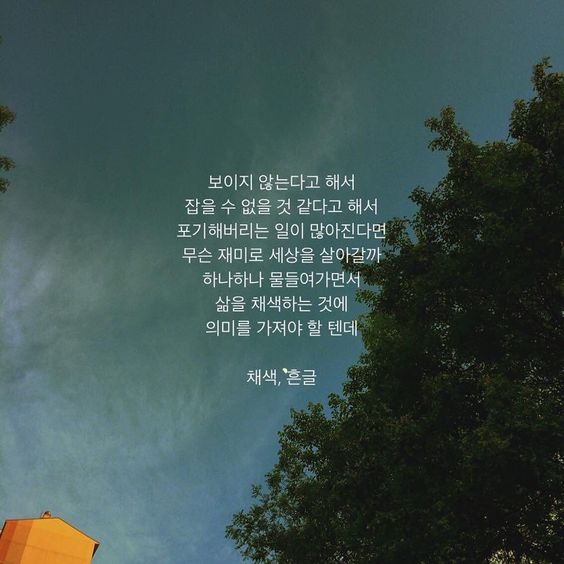 보이지 않는다고 해서
잡을 수 없을 것 같다고 해서
포기해버리는 일이 많아진다면
무슨 재미로 세상을 살아갈까
하나하나 물들여가면서
삶을 채색하는 것에
의미를 가져야 할 텐데
채색, 흔글